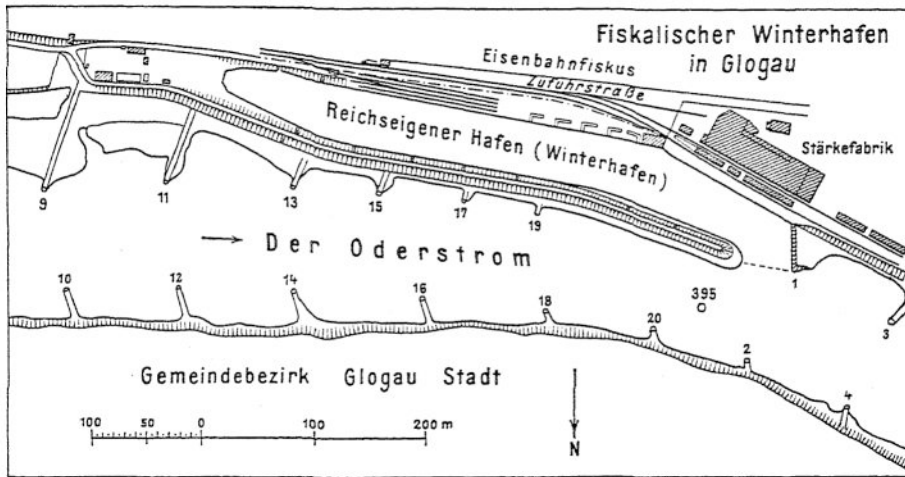 Fiskalischer Winterhafen
in Glogau
Eisenbahnfiskus
Zufuhrstraße
Reichseigener Hafen (Winterhafen)
Stärkefabrik
9
11
13
15
17
19
1
3
Der Oderstrom
395
10
12
14
16
18
20
2
4
Gemeindebezirk Glogau Stadt
100 50 0 100 200 m
N